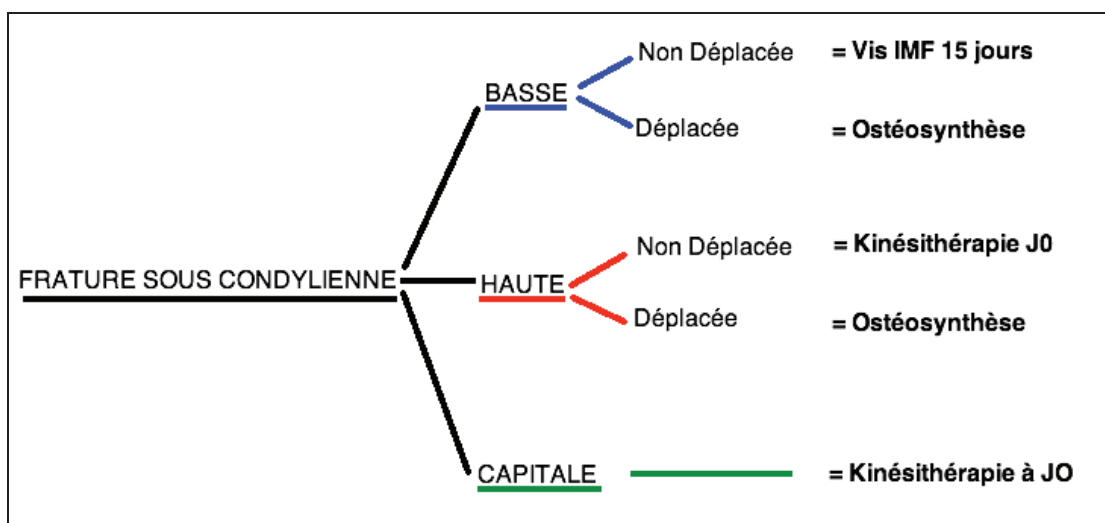 Non Déplacée = Vis IMF 15 jours
BASSE
Déplacée = Ostéosynthèse
Non Déplacée = Kinésithérapie J0
FRATURE SOUS CONDYLIENNE HAUTE
Déplacée = Ostéosynthèse
CAPITALE = Kinésithérapie à JO